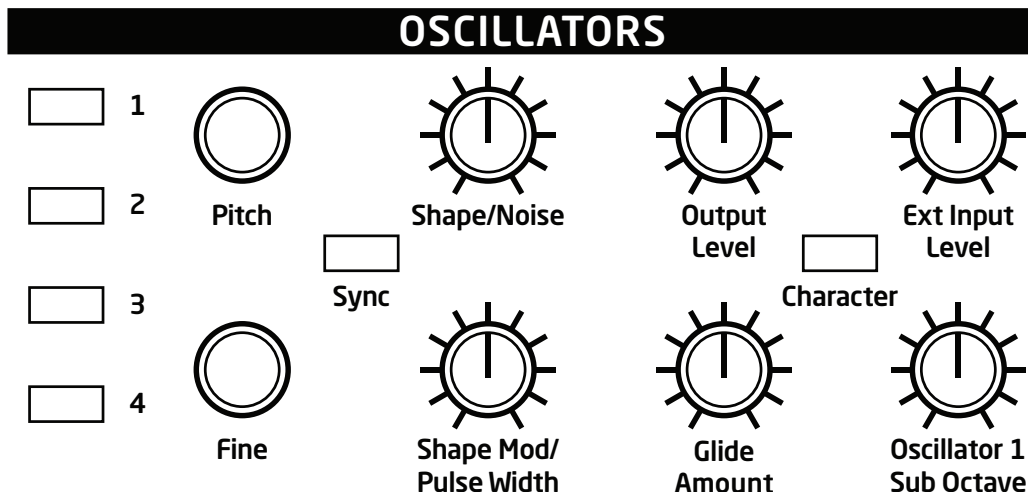 OSCILLATORS
1
Pitch
Shape/Noise
Output
Level
Ext Input
Level
2
Sync
Character
3
4
Fine
Shape Mod/
Pulse Width
Glide
Amount
Oscillator 1
Sub Octave